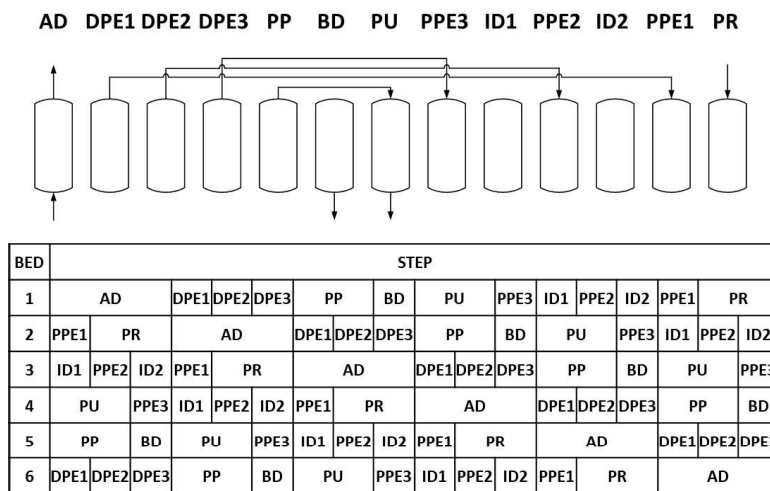 AD DPE1 DPE2 DPE3 PP BD PU PPE3 ID1 PPE2 ID2 PPE1 PR
BED STEP
1 AD DPE1 DPE2 DPE3 PP BD PU PPE3 ID1 PPE2 ID2 PPE1 PR
2 PPE1 PR AD DPE1 DPE2 DPE3 PP BD PU PPE3 ID1 PPE2 ID2
3 ID1 PPE2 ID2 PPE1 PR AD DPE1 DPE2 DPE3 PP BD PU PPE3
4 PU PPE3 ID1 PPE2 ID2 PPE1 PR AD DPE1 DPE2 DPE3 PP BD
5 PP BD PU PPE3 ID1 PPE2 ID2 PPE1 PR AD DPE1 DPE2 DPE3
6 DPE1 DPE2 DPE3 PP BD PU PPE3 ID1 PPE2 ID2 PPE1 PR AD